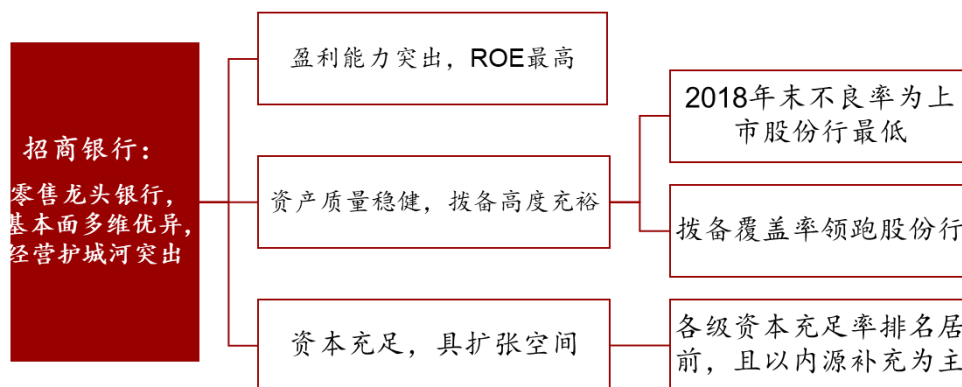 招商银行：
零售龙头银行，
基本面多维优异，
经营护城河突出
盈利能力突出，ROE最高
资产质量稳健，拨备高度充裕
2018年末不良率为上
市股份行最低
拨备覆盖率领跑股份行
资本充足，具扩张空间
各级资本充足率排名居
前，且以内源补充为主